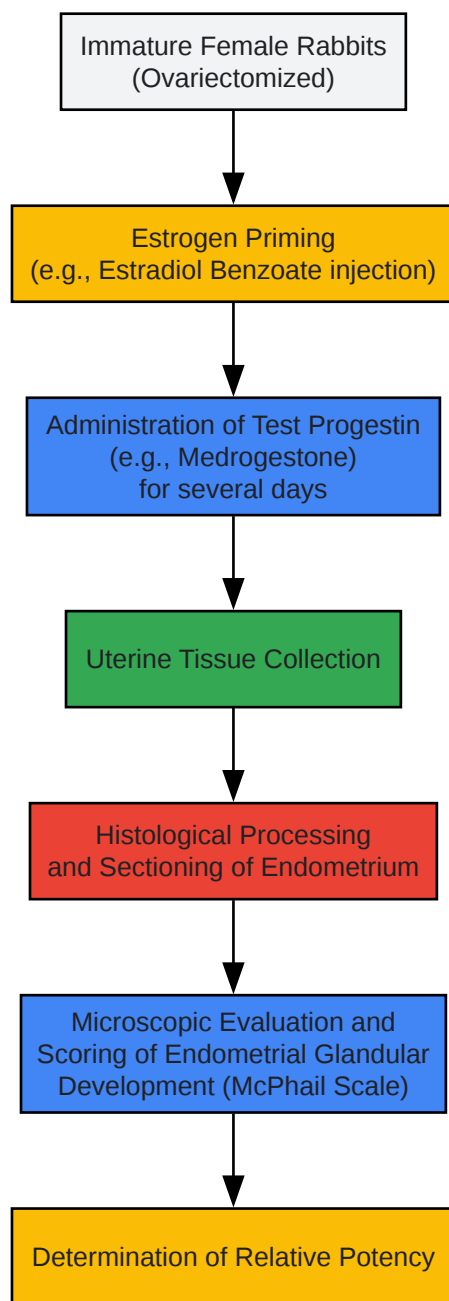 Immature Female Rabbits
(Ovariectomized)
Estrogen Priming
(e.g., Estradiol Benzoate injection)
Administration of Test Progestin
(e.g., Medrogestone)
for several days
Uterine Tissue Collection
Histological Processing
and Sectioning of Endometrium
Microscopic Evaluation and
Scoring of Endometrial Glandular
Development (McPhail Scale)
Determination of Relative Potency